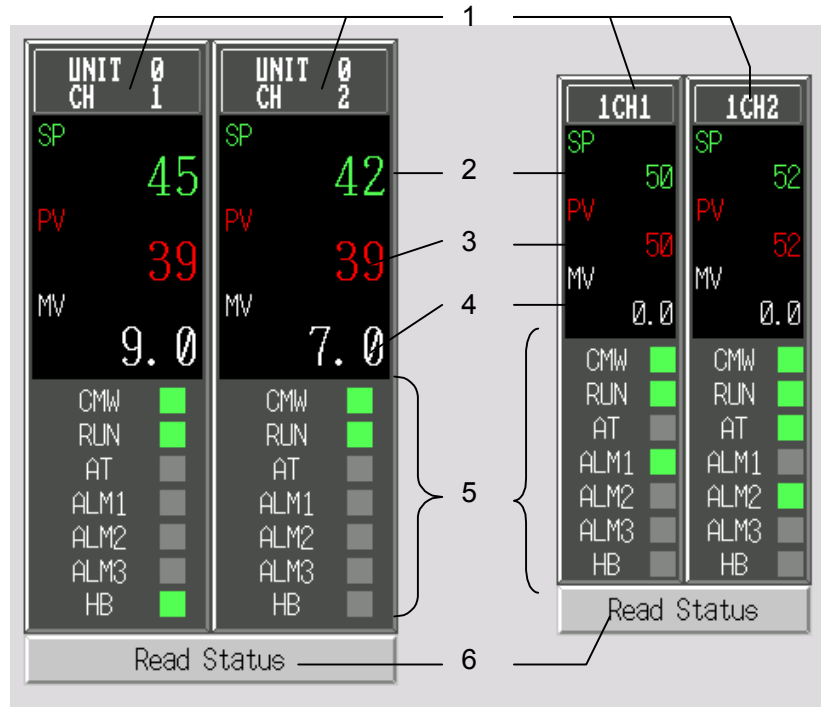 1
UNIT 0
CH 1
SP
45
PV
39
MV
9.0
CMW
RUN
AT
ALM1
ALM2
ALM3
HB
UNIT 0
CH 2
SP
42
PV
39
MV
7.0
CMW
RUN
AT
ALM1
ALM2
ALM3
HB
Read Status
2
3
4
5
6
1CH1
SP
50
PV
50
MV
0.0
CMW
RUN
AT
ALM1
ALM2
ALM3
HB
1CH2
SP
52
PV
52
MV
0.0
CMW
RUN
AT
ALM1
ALM2
ALM3
HB
Read Status